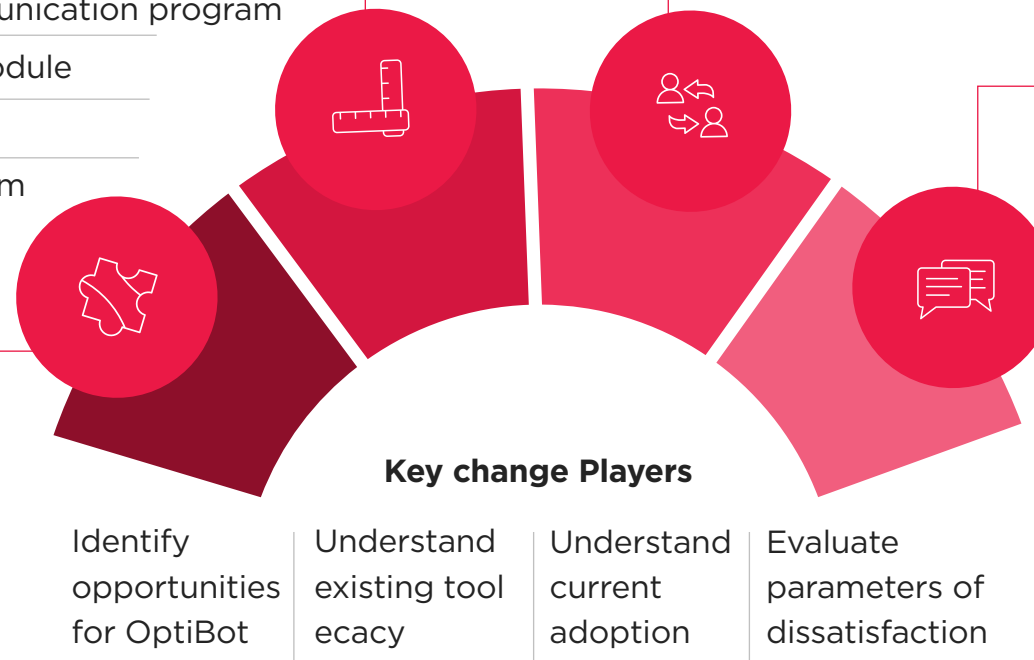 unication program
odule
m
Key change Players
Identify
opportunities
for OptiBot
Understand
existing tool
ecacy
Understand
current
adoption
Evaluate
parameters of
dissatisfaction